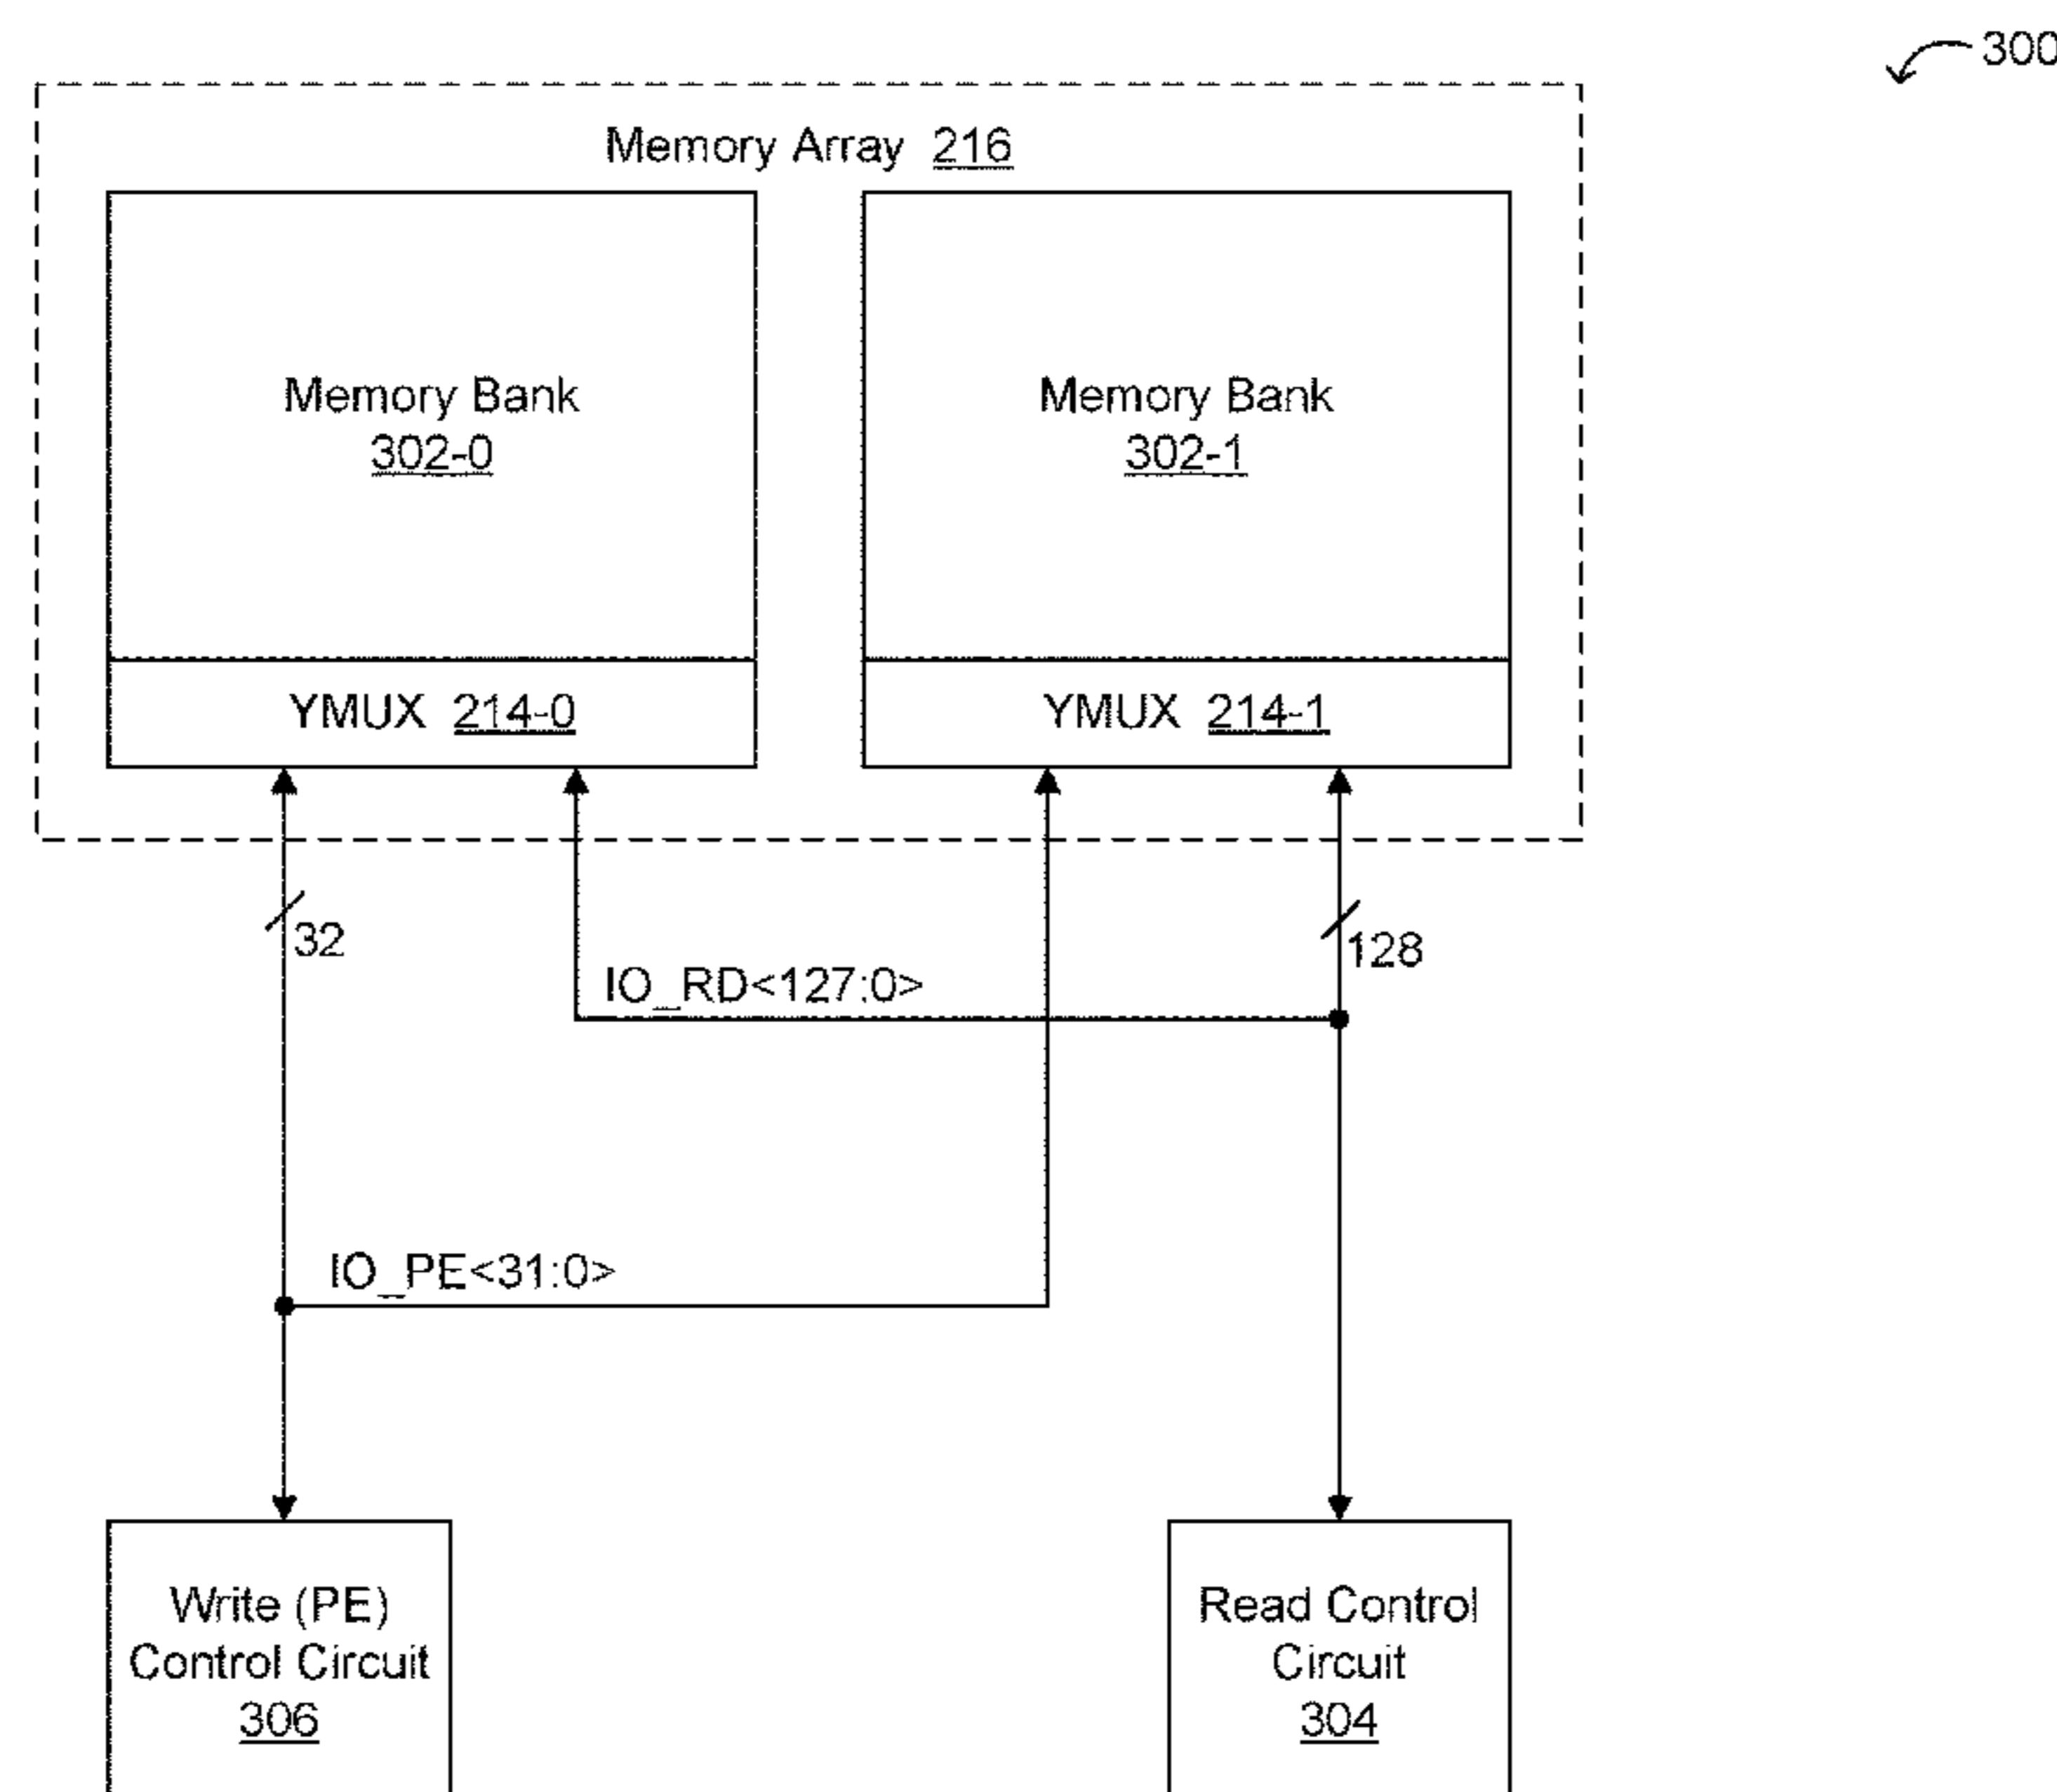 300
Memory Array 216
Memory Bank
302-0
Memory Bank
302-1
YMUX 214-0
YMUX 214-1
32
128
IO_RD<127:0>
IO_PE<31:0>
Write (PE)
Control Circuit
306
Read Control
Circuit
304